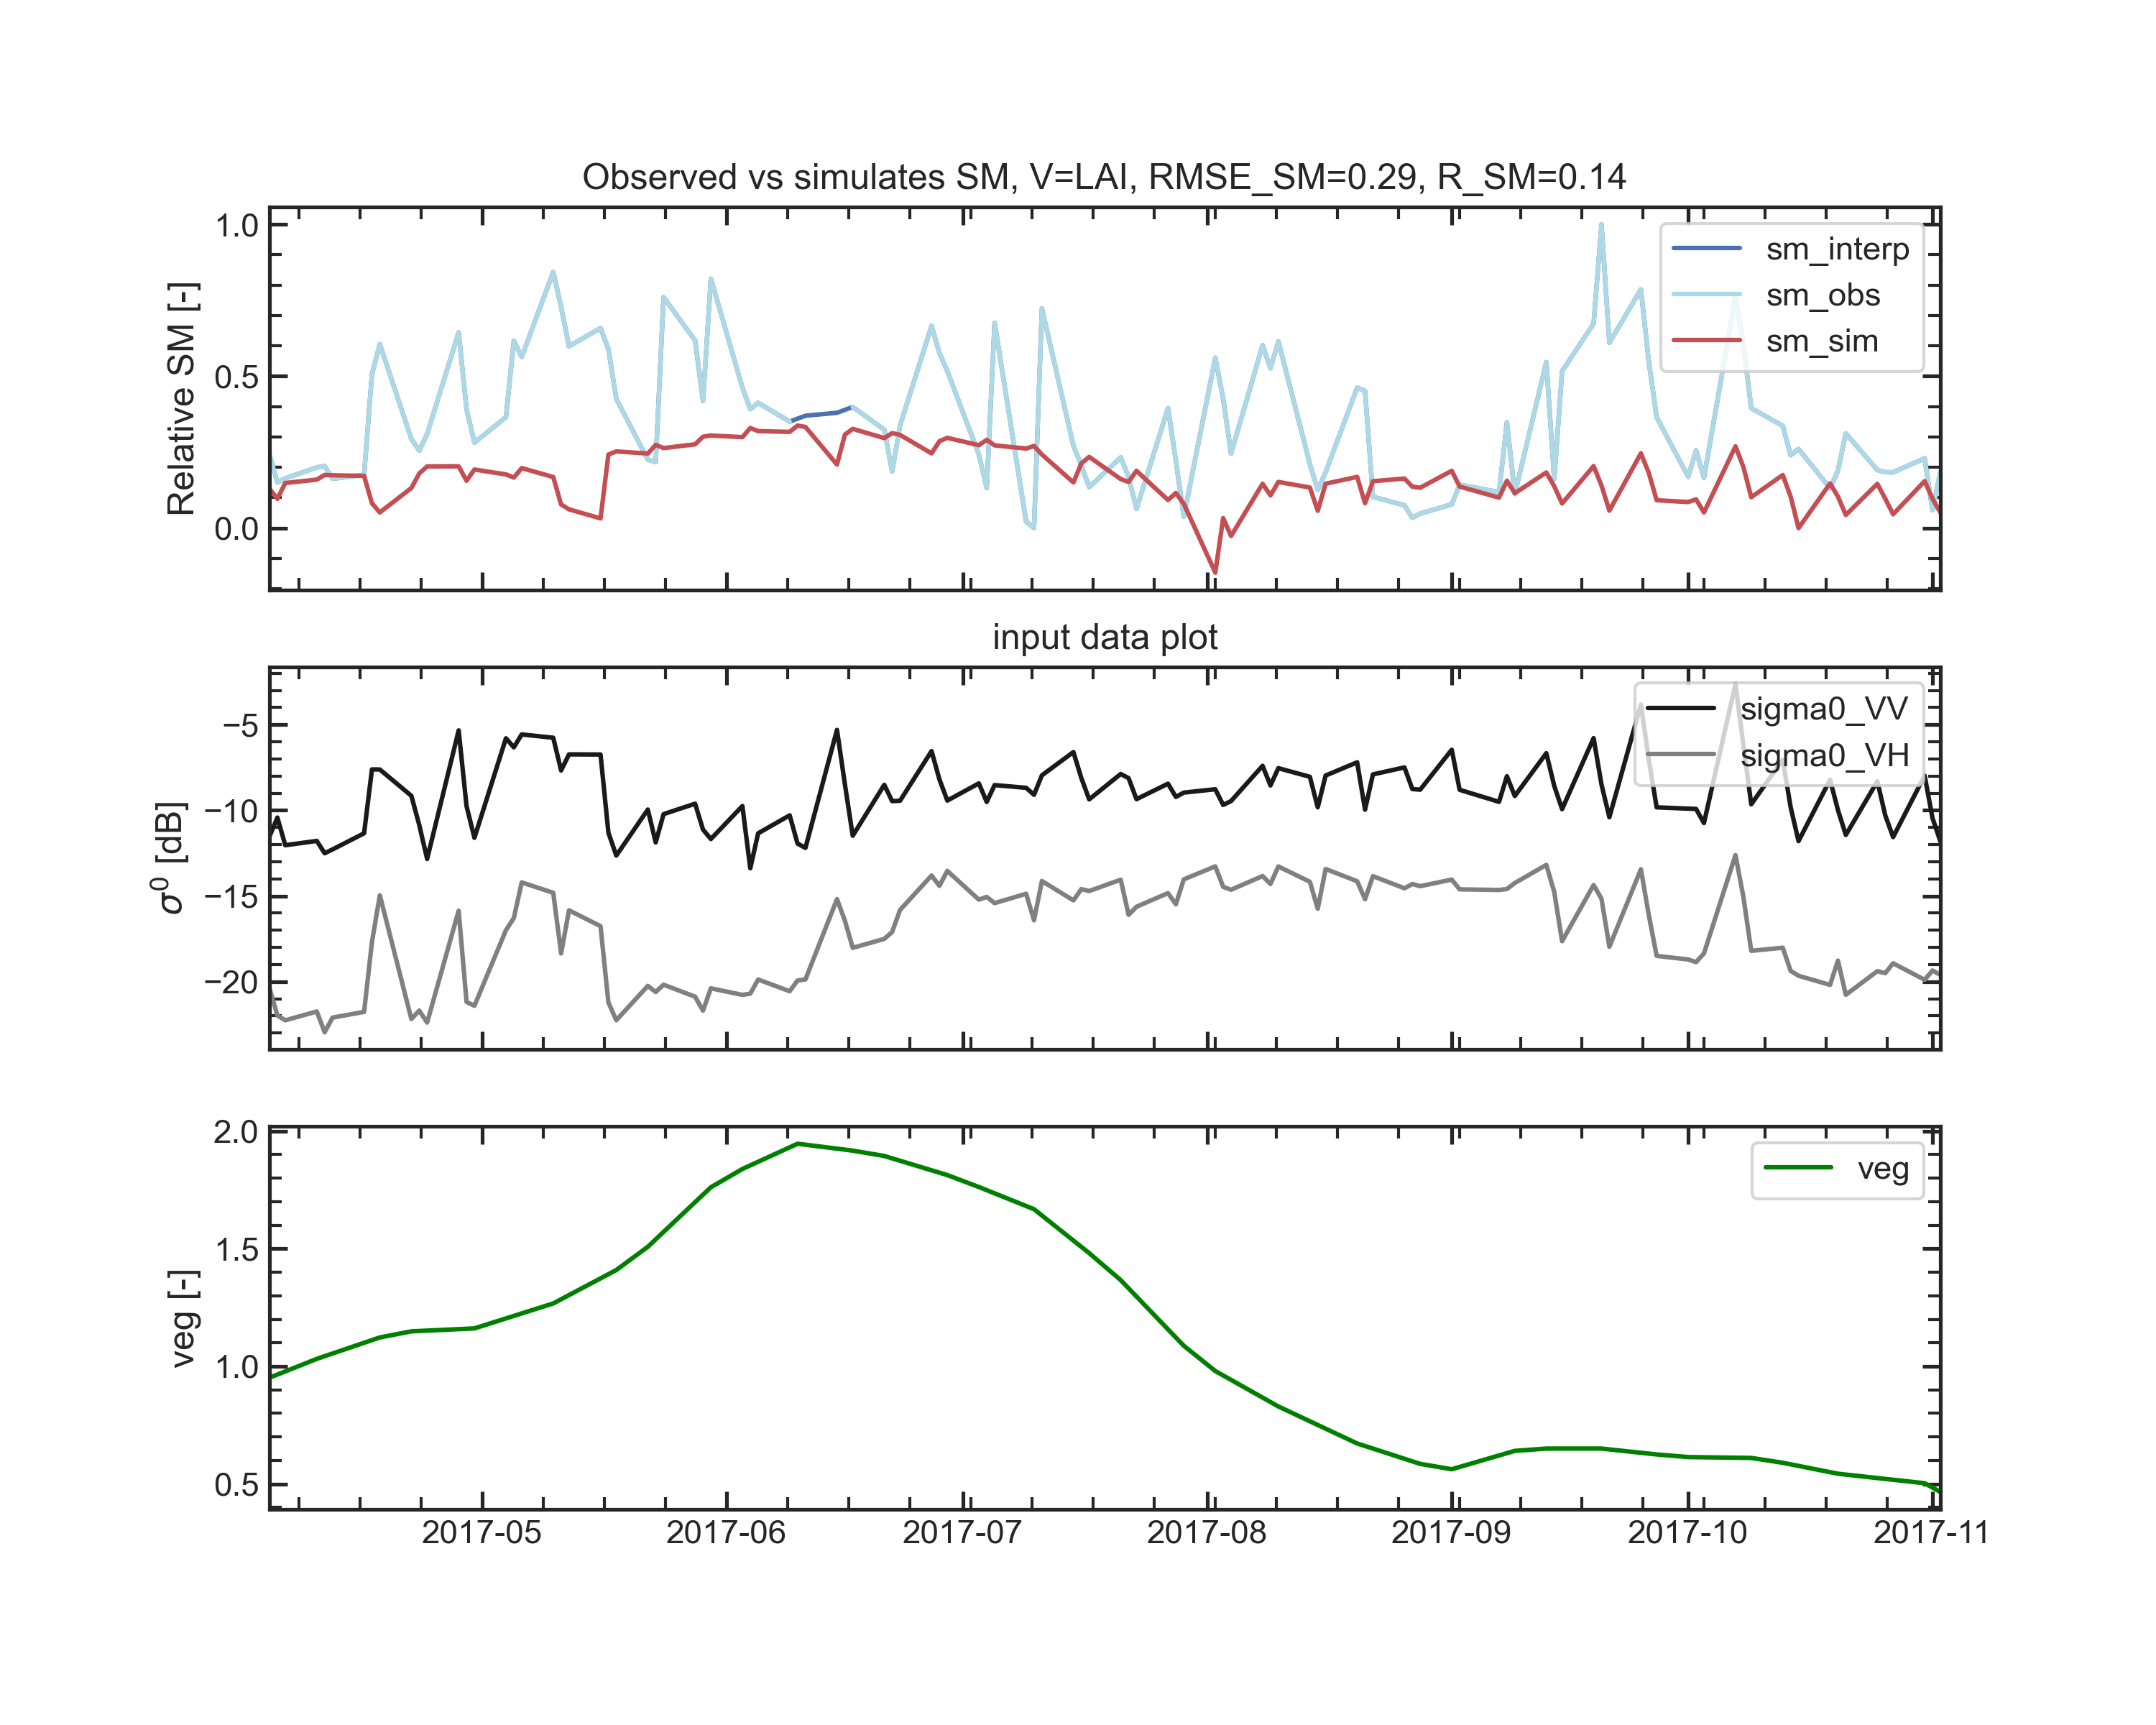 Observed vs simulates SM, V=LAI, RMSE_SM=0.29, R_SM=0.14
Relative SM [-]
1.0
0.5
0.0
sm_interp
sm_obs
sm_sim
input data plot
σ⁰ [dB]
−5
−10
−15
−20
sigma0_VV
sigma0_VH
veg [-]
2.0
1.5
1.0
0.5
veg
2017-05 2017-06 2017-07 2017-08 2017-09 2017-10 2017-11